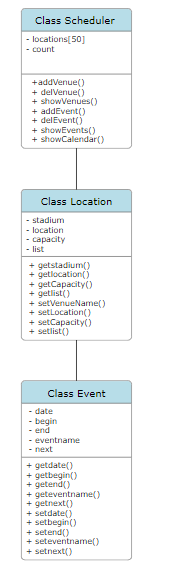 Class Scheduler
- locations[50]
- count
+addVenue()
+ delVenue()
+ showVenues()
+ addEvent()
+ delEvent()
+ showEvents()
+ showCalendar()
Class Location
- stadium
- location
- capacity
- list
+ getstadium()
+ getlocation()
+ getCapacity()
+ getlist()
+ setVenueName()
+ setLocation()
+ setCapacity()
+ setlist()
Class Event
- date
- begin
- end
- eventname
- next
+ getdate()
+ getbegin()
+ getend()
+ geteventname()
+ getnext()
+ setdate()
+ setbegin()
+ setend()
+ seteventname()
+ setnext()